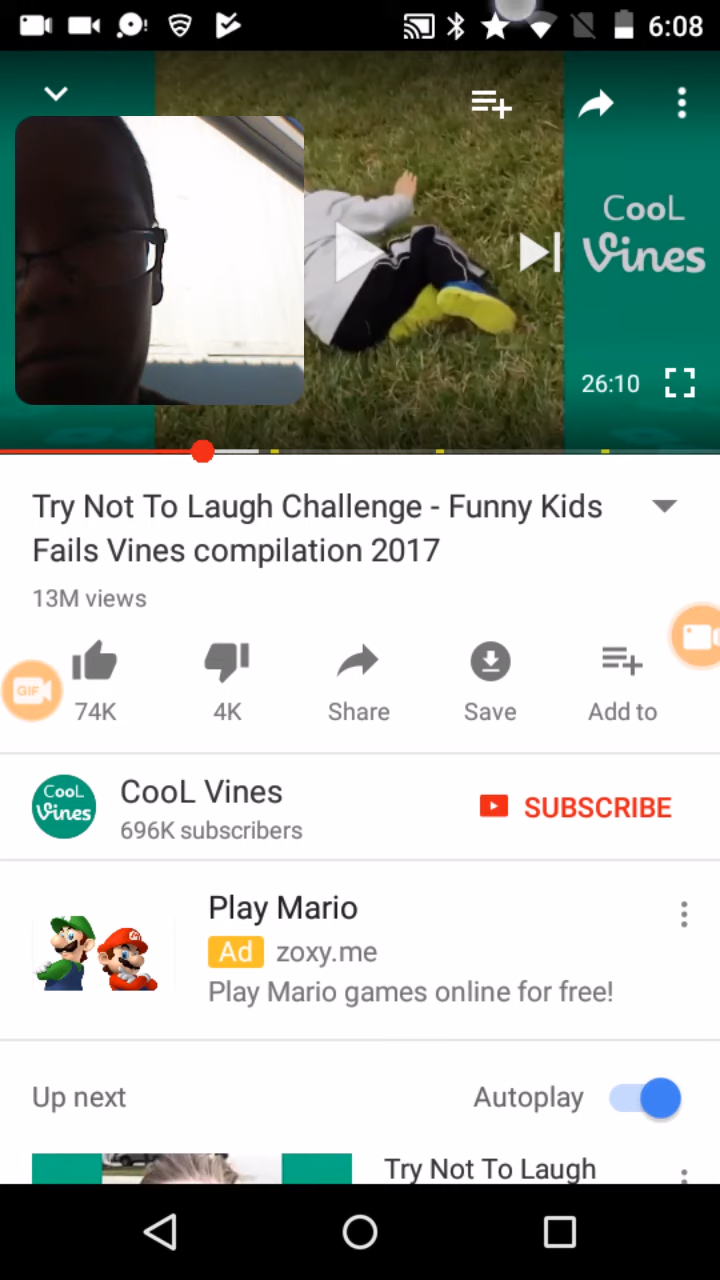 6:08
CooL
Vines
26:10
Try Not To Laugh Challenge - Funny Kids
Fails Vines compilation 2017
13M views
GIF
74K
4K
Share
Save
Add to
CooL
Vines
CooL Vines
696K subscribers
SUBSCRIBE
Play Mario
Ad zoxy.me
Play Mario games online for free!
Up next
Autoplay
Try Not To Laugh